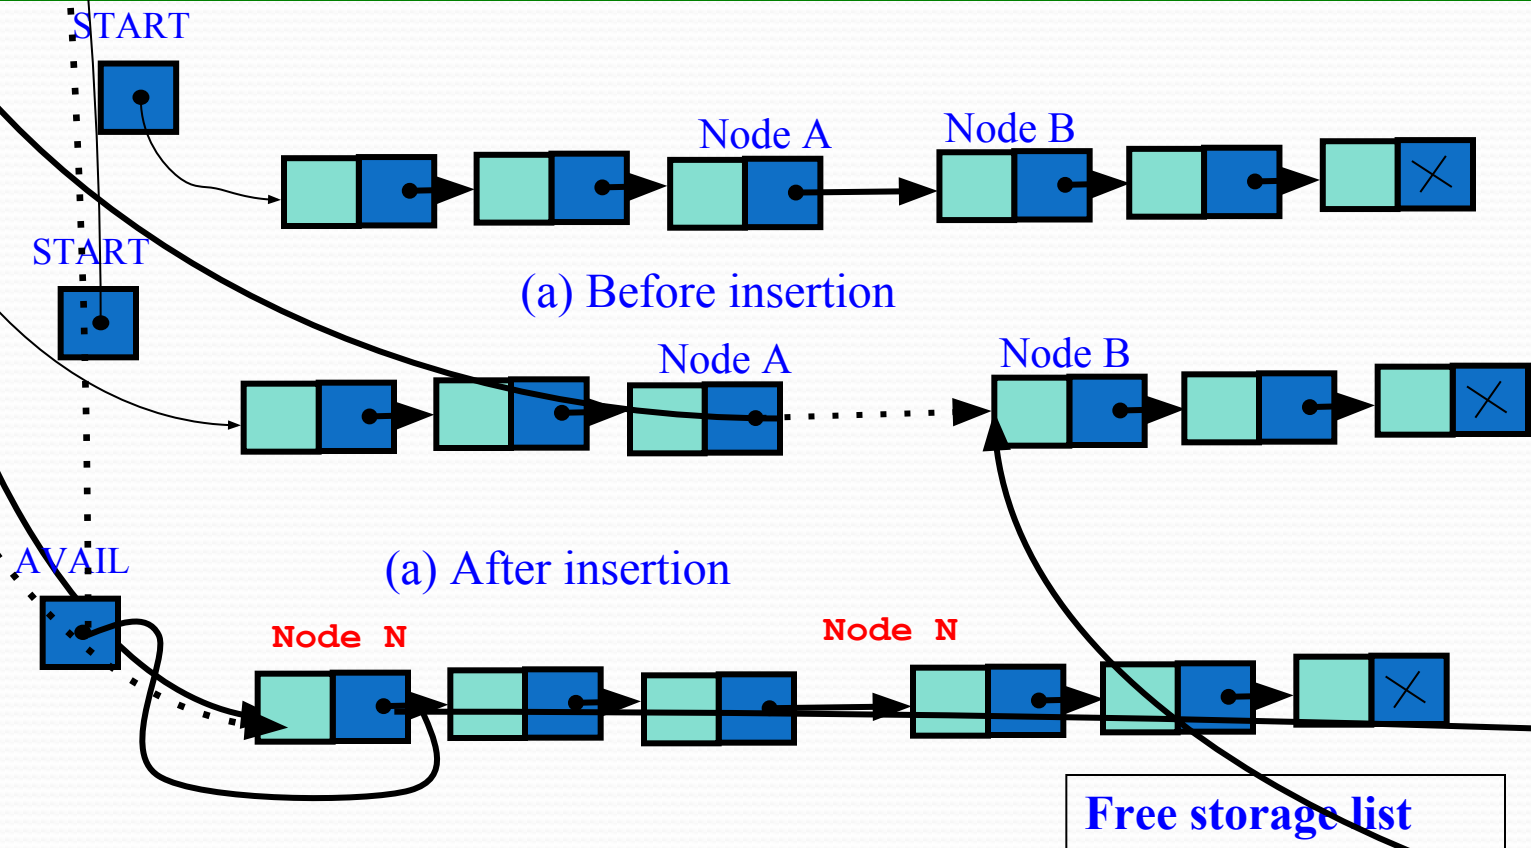 START
Node A
Node B
START
(a) Before insertion
Node A
Node B
AVAIL
(a) After insertion
Node N
Node N
Free storage list